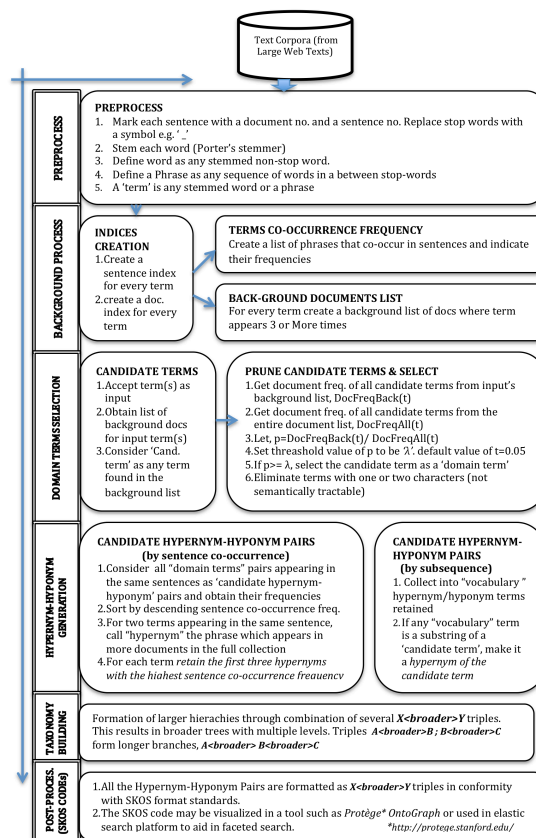 Text Corpora (from
Large Web Texts)
PREPROCESS
PREPROCESS
1. Mark each sentence with a document no. and a sentence no. Replace stop words with
a symbol e.g. ‘ _’
2. Stem each word (Porter’s stemmer)
3. Define word as any stemmed non-stop word.
4. Define a Phrase as any sequence of words in a between stop-words
5. A ‘term’ is any stemmed word or a phrase
BACKGROUND PROCESS
INDICES
CREATION
1.Create a
sentence index
for every term
2.create a doc.
index for every
term
TERMS CO-OCCURRENCE FREQUENCY
Create a list of phrases that co-occur in sentences and indicate
their frequencies
BACK-GROUND DOCUMENTS LIST
For every term create a background list of docs where term
appears 3 or More times
DOMAIN TERMS SELECTION
CANDIDATE TERMS
1.Accept term(s) as
input
2.Obtain list of
background docs
for input term(s)
3.Consider ‘Cand.
term’ as any term
found in the
background list
PRUNE CANDIDATE TERMS & SELECT
1.Get document freq. of all candidate terms from input’s
background list, DocFreqBack(t)
2.Get document freq. of all candidate terms from the
entire document list, DocFreqAll(t)
3.Let, p=DocFreqBack(t)/ DocFreqAll(t)
4.Set threashold value of p to be ‘λ’. default value of t=0.05
5.If p>= λ, select the candidate term as a ‘domain term’
6.Eliminate terms with one or two characters (not
semantically tractable)
HYPERNYM-HYPONYM
GENERATION
CANDIDATE HYPERNYM-HYPONYM PAIRS
(by sentence co-occurrence)
1.Consider all “domain terms” pairs appearing in
the same sentences as ‘candidate hypernym-
hyponym’ pairs and obtain their frequencies
2.Sort by descending sentence co-occurrence freq.
3.For two terms appearing in the same sentence,
call “hypernym” the phrase which appears in
more documents in the full collection
4.For each term retain the first three hypernyms
with the highest sentence co-occurrence frequency
CANDIDATE HYPERNYM-
HYPONYM PAIRS
(by subsequence)
1. Collect into “vocabulary ”
hypernym/hyponym terms
retained
2.If any “vocabulary” term
is a substring of a
‘candidate term’, make it
a hypernym of the
candidate term
TAXONOMY
BUILDING
Formation of larger hierachies through combination of several X<broader>Y triples.
This results in broader trees with multiple levels. Triples A<broader>B ; B<broader>C
form longer branches, A<broader> B<broader>C
POST-PROCES.
(SKOS CODEs)
1.All the Hypernym-Hyponym Pairs are formatted as X<broader>Y triples in conformity
with SKOS format standards.
2.The SKOS code may be visualized in a tool such as Protège* OntoGraph or used in elastic
search platform to aid in faceted search. *http://protege.stanford.edu/